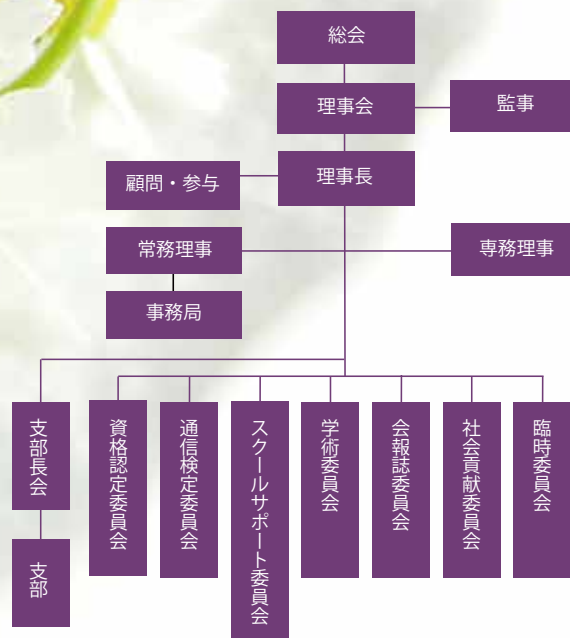 総会
理事会
監事
理事長
顧問・参与
常務理事
専務理事
事務局
支部長会
資格認定委員会
通信検定委員会
スクールサポート委員会
学術委員会
会報誌委員会
社会貢献委員会
臨時委員会
支部